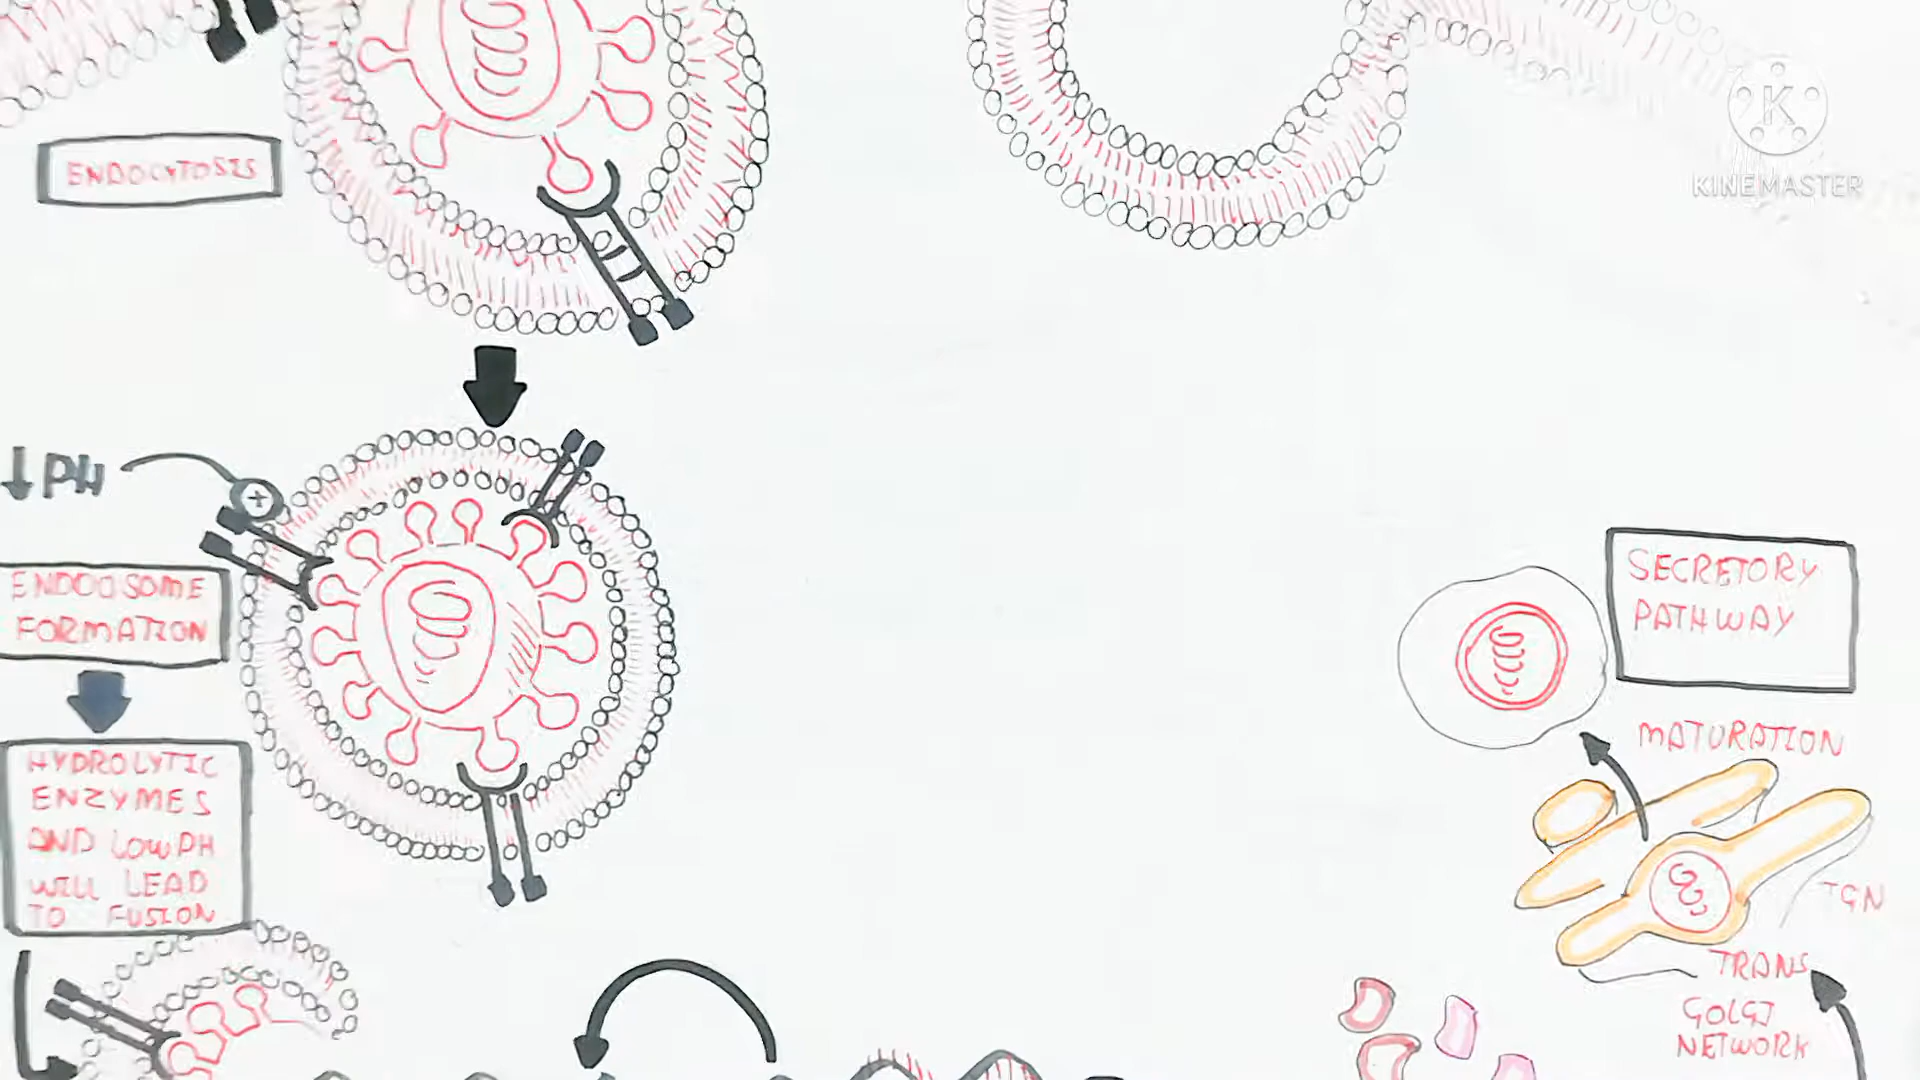 ENDOCYTOSIS
K
KINEMASTER
↓ PH
+
ENDOSOME
FORMATION
HYDROLYTIC
ENZYMES
AND LOW PH
WILL LEAD
TO FUSION
SECRETORY
PATHWAY
MATURATION
TGN
TRANS
GOLGI
NETWORK